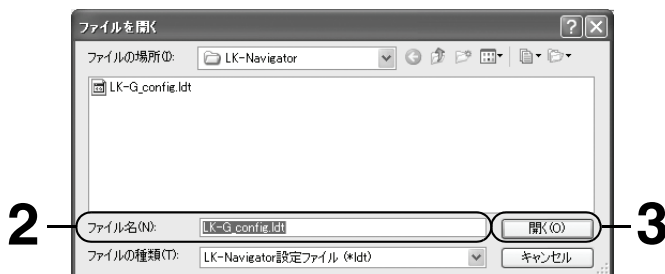 ファイルを開く
ファイルの場所(I):
LK-Navigator
LK-G_config.ldt
2
ファイル名(N):
LK-G_config.ldt
開く(O)
3
ファイルの種類(T):
LK-Navigator設定ファイル (*ldt)
キャンセル